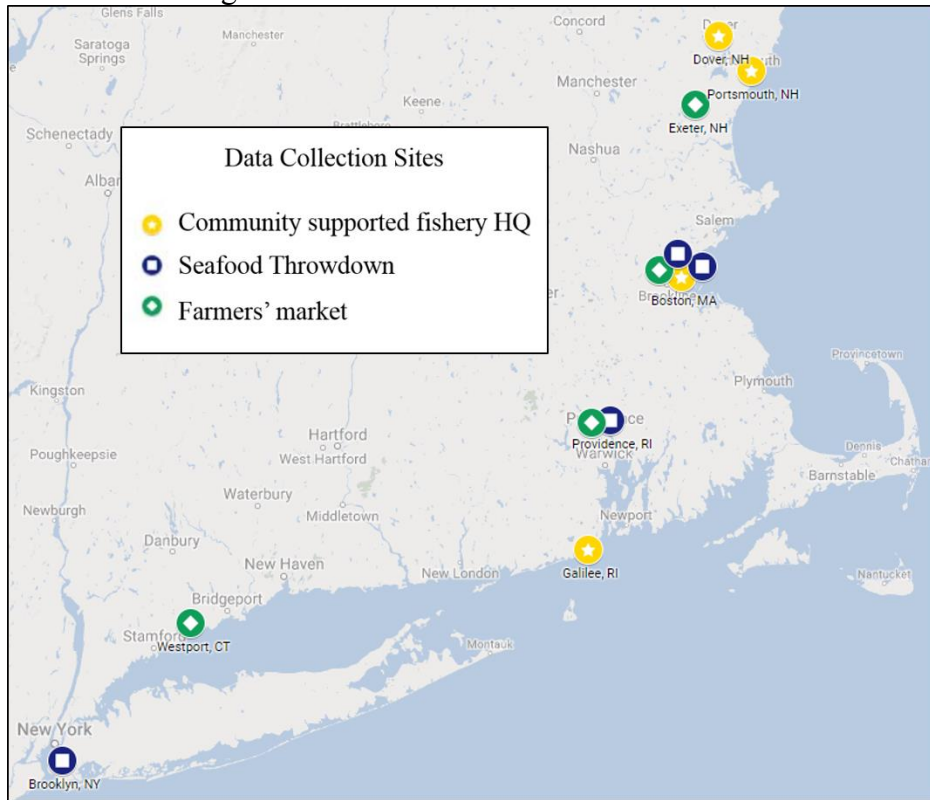 Glens Falls
Concord
Dover
Manchester
Saratoga
Springs
Dover, NH
Manchester
Portsmouth, NH
Keene
Exeter, NH
Schenectady
Nashua
Data Collection Sites
Salem
Community supported fishery HQ
Seafood Throwdown
Farmers' market
Boston, MA
Provincetown
Plymouth
Kingston
Providence, RI
Hartford
West Hartford
Warwick
Dennis
Poughkeepsie
Barnstable
Waterbury
Newburgh
Middletown
Newport
Danbury
New Haven
New London
Galilee, RI
Nantucket
Bridgeport
Stamford
Westport, CT
Montauk
New York
Brooklyn, NY